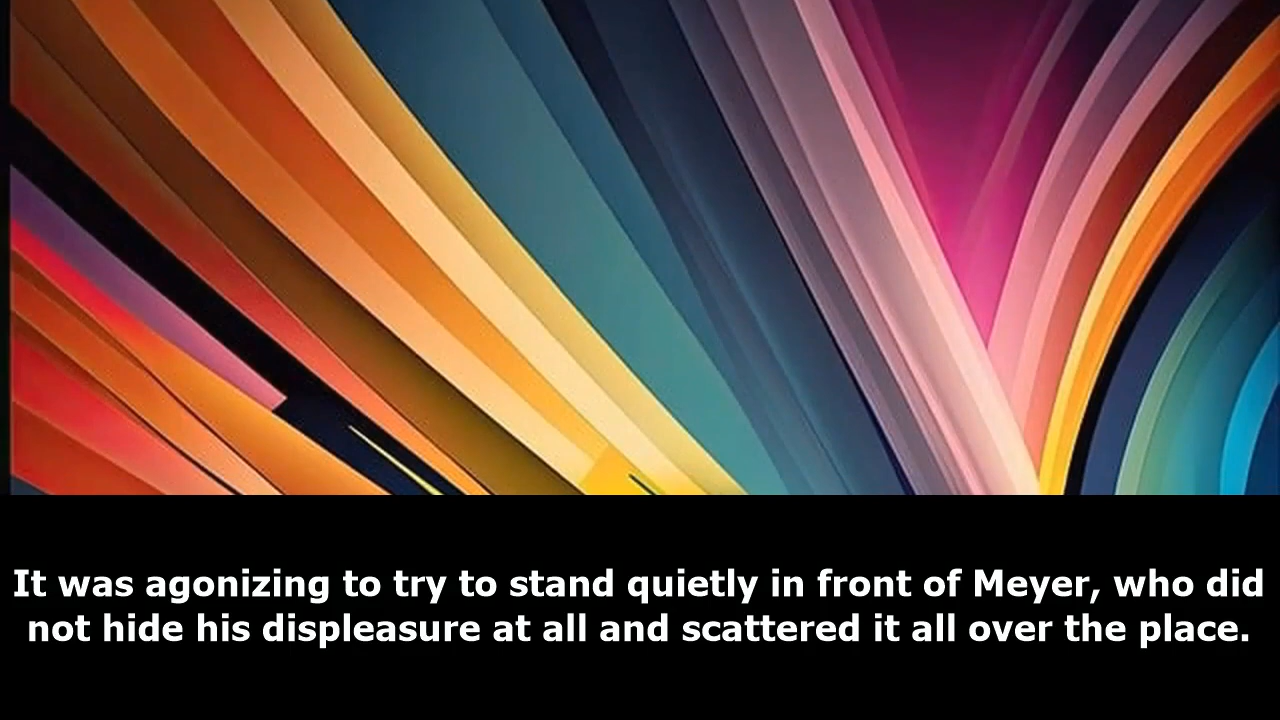 It was agonizing to try to stand quietly in front of Meyer, who did
not hide his displeasure at all and scattered it all over the place.